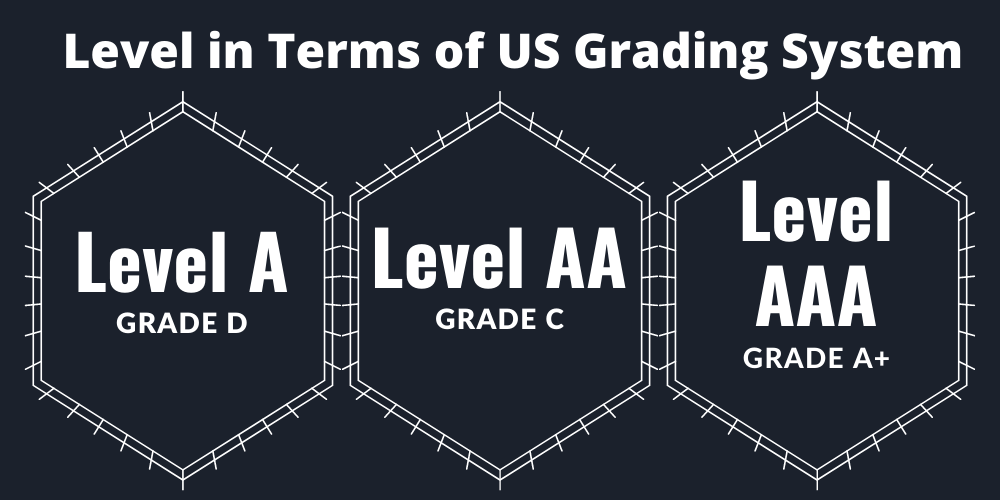 Level in Terms of US Grading System
Level A
GRADE D
Level AA
GRADE C
Level
AAA
GRADE A+